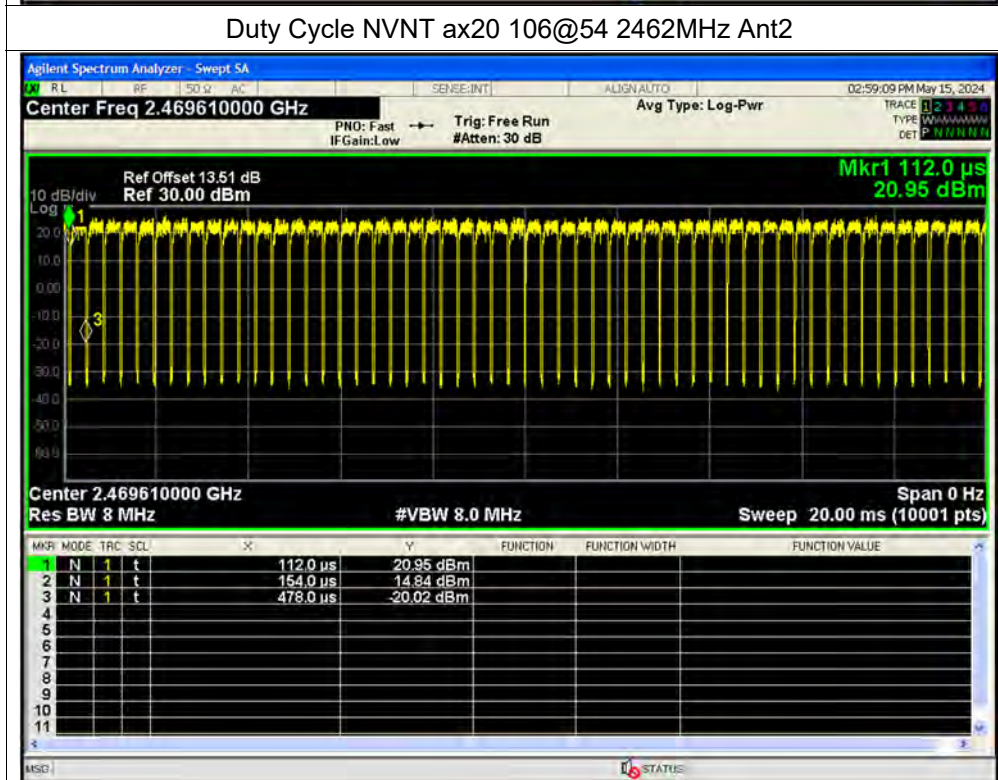 Duty Cycle NVNT ax20 106@54 2462MHz Ant2
Agilent Spectrum Analyzer - Swept SA
RL RF 50 Ω AC SENSE:INT ALIGN AUTO 02:59:09 PM May 15, 2024
Center Freq 2.469610000 GHz Avg Type: Log-Pwr TRACE 1 2 3 4 5 6
PNO: Fast Trig: Free Run TYPE WWWWWW
IFGain:Low #Atten: 30 dB DET P N N N N N
Mkr1 112.0 µs
Ref Offset 13.51 dB
10 dB/div Ref 30.00 dBm 20.95 dBm
Log
1
20.0
10.0
0.00
-10.0
3
-20.0
-30.0
-40.0
-50.0
Center 2.469610000 GHz Span 0 Hz
Res BW 8 MHz #VBW 8.0 MHz Sweep 20.00 ms (10001 pts)
MKR MODE TRC SCL X Y FUNCTION FUNCTION WIDTH FUNCTION VALUE
1 N 1 t 112.0 µs 20.95 dBm
2 N 1 t 154.0 µs 14.84 dBm
3 N 1 t 478.0 µs -20.02 dBm
4
5
6
7
8
9
10
11
MSG STATUS